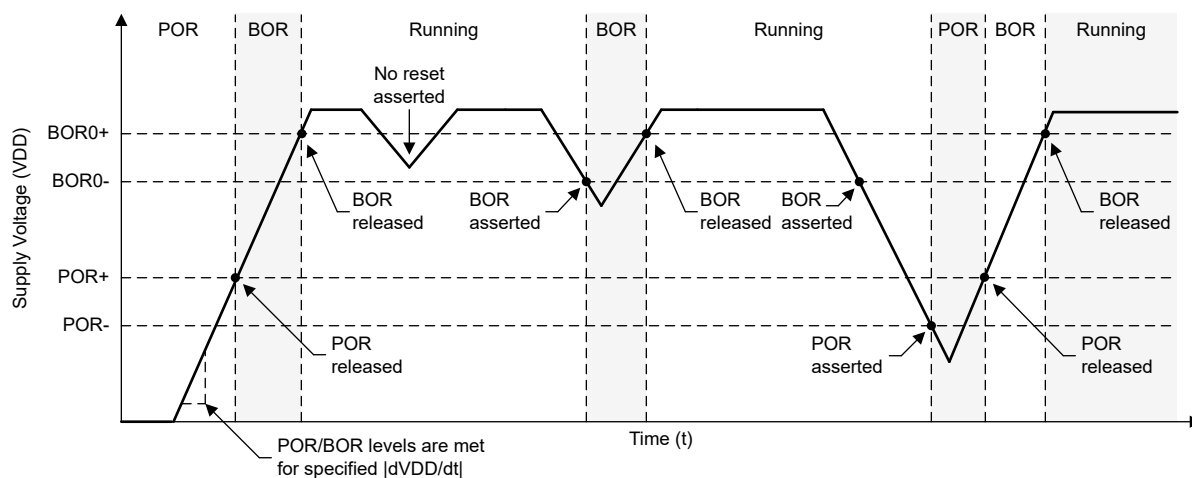 POR
BOR
Running
BOR
Running
POR
BOR
Running
No reset
asserted
Supply Voltage (VDD)
BOR0+
BOR0-
POR+
POR-
BOR
released
BOR
asserted
BOR
released
BOR
asserted
BOR
released
POR
released
POR
asserted
POR
released
Time (t)
POR/BOR levels are met
for specified |dVDD/dt|